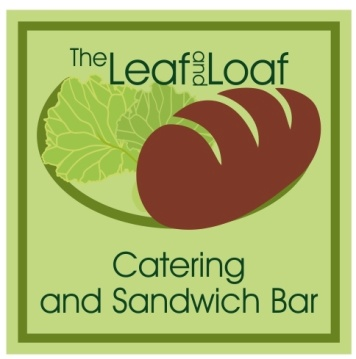 The Leaf and Loaf
Catering
and Sandwich Bar